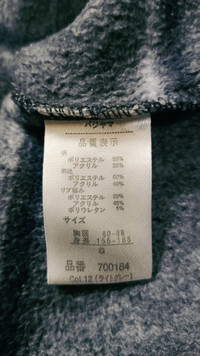 パジャマ
品質表示
ポリエステル
アクリル
ポリエステル
アクリル
リブ編み
ポリエステル
アクリル
ポリウレタン 5%
サイズ
胸囲 80-88
身長 155-165
品番 700184
Col.12(ライトグレー)